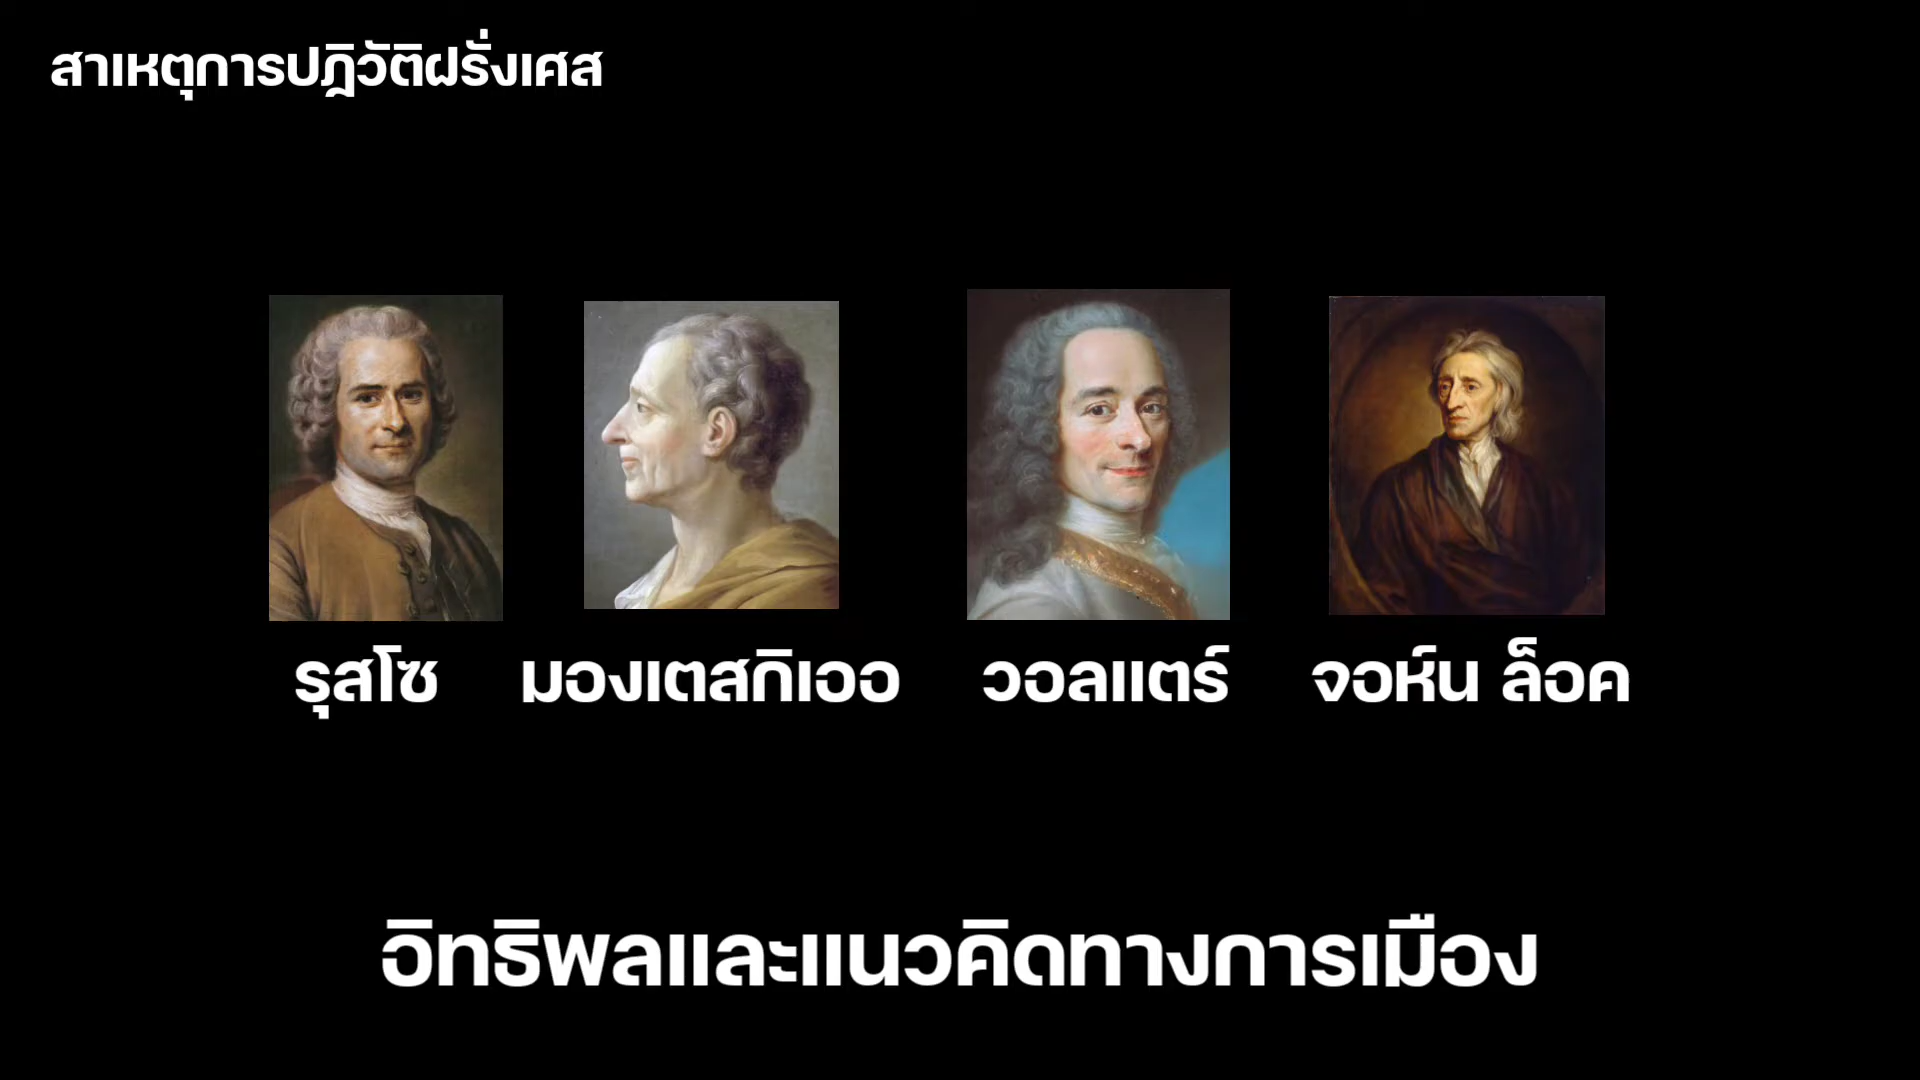 สาเหตุการปฎิวัติฝรั่งเศส
รุสโซ มองเตสกิเออ วอลแตร์ จอห์น ล็อค
อิทธิพลและแนวคิดทางการเมือง